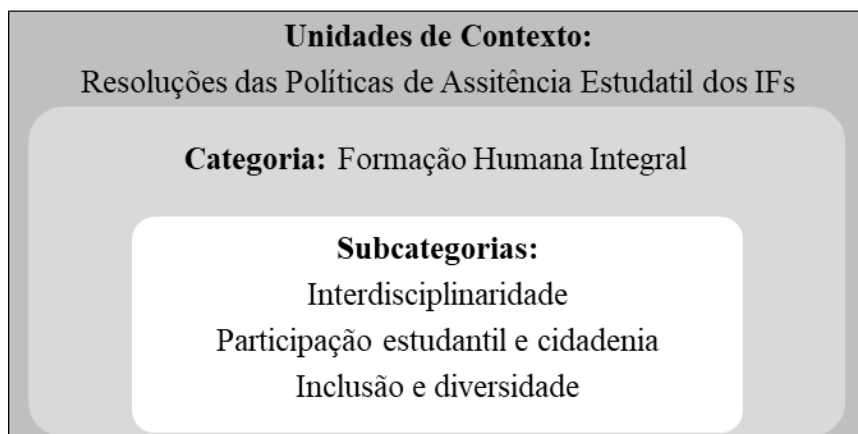 Unidades de Contexto:
Resoluções das Políticas de Assitência Estudatil dos IFs
Categoria: Formação Humana Integral
Subcategorias:
Interdisciplinaridade
Participação estudantil e cidadenia
Inclusão e diversidade